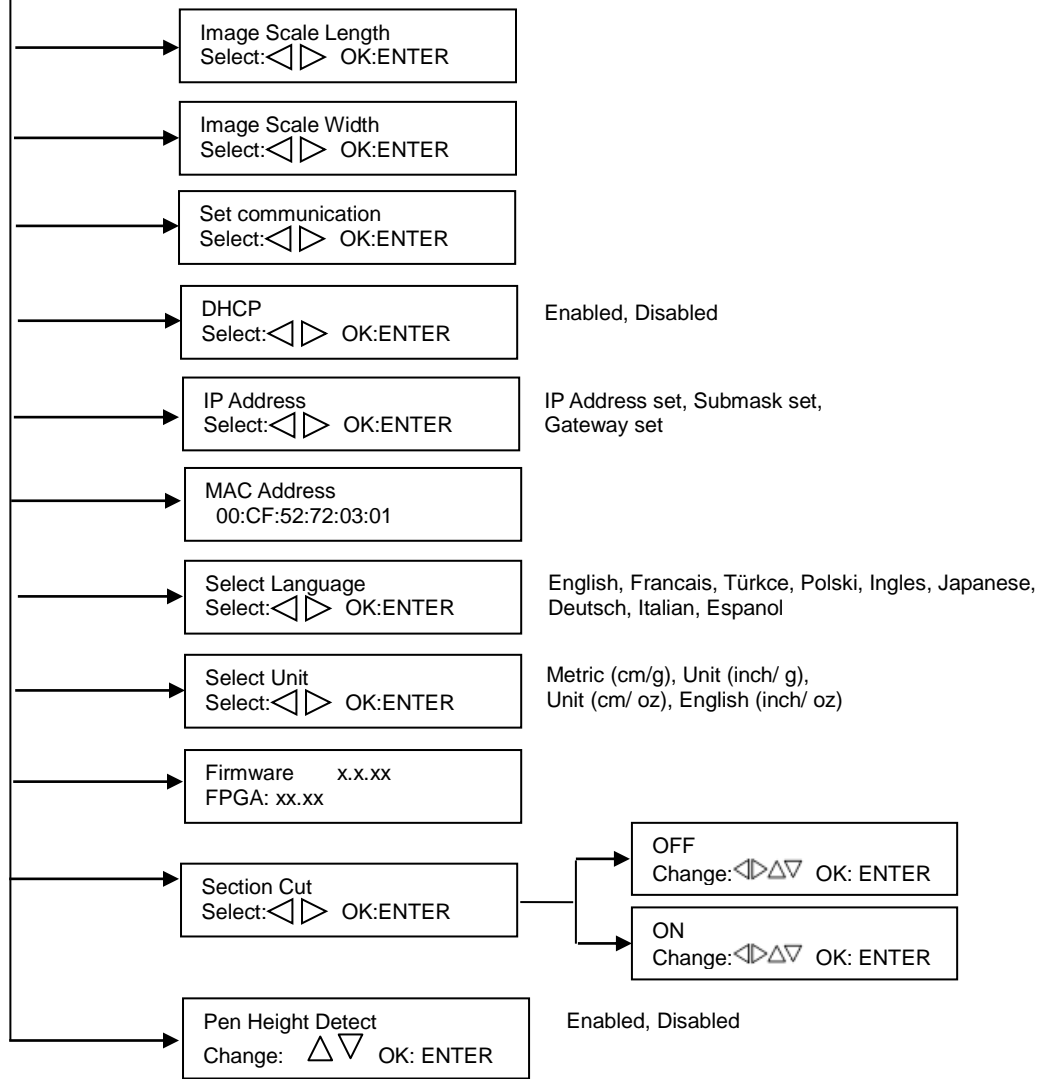 Image Scale Length
Select:◁ ▷ OK:ENTER
Image Scale Width
Select:◁ ▷ OK:ENTER
Set communication
Select:◁ ▷ OK:ENTER
DHCP
Select:◁ ▷ OK:ENTER
Enabled, Disabled
IP Address
Select:◁ ▷ OK:ENTER
IP Address set, Submask set,
Gateway set
MAC Address
00:CF:52:72:03:01
Select Language
Select:◁ ▷ OK:ENTER
English, Francais, Türkce, Polski, Ingles, Japanese,
Deutsch, Italian, Espanol
Select Unit
Select:◁ ▷ OK:ENTER
Metric (cm/g), Unit (inch/ g),
Unit (cm/ oz), English (inch/ oz)
Firmware x.x.xx
FPGA: xx.xx
Section Cut
Select:◁ ▷ OK:ENTER
OFF
Change:◁▷△▽ OK: ENTER
ON
Change:◁▷△▽ OK: ENTER
Pen Height Detect
Change: △ ▽ OK: ENTER
Enabled, Disabled